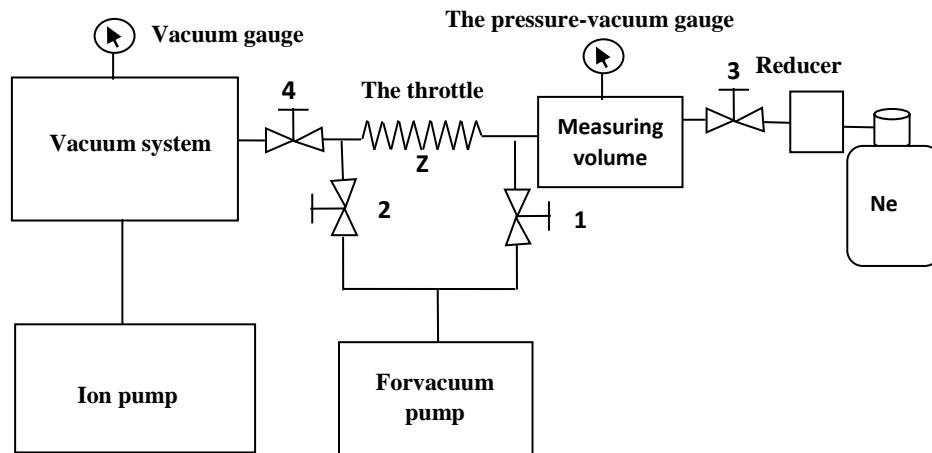 The pressure-vacuum gauge
Vacuum gauge
3
Reducer
4
The throttle
Vacuum system
Measuring
volume
Z
Ne
2
1
Ion pump
Forvacuum
pump